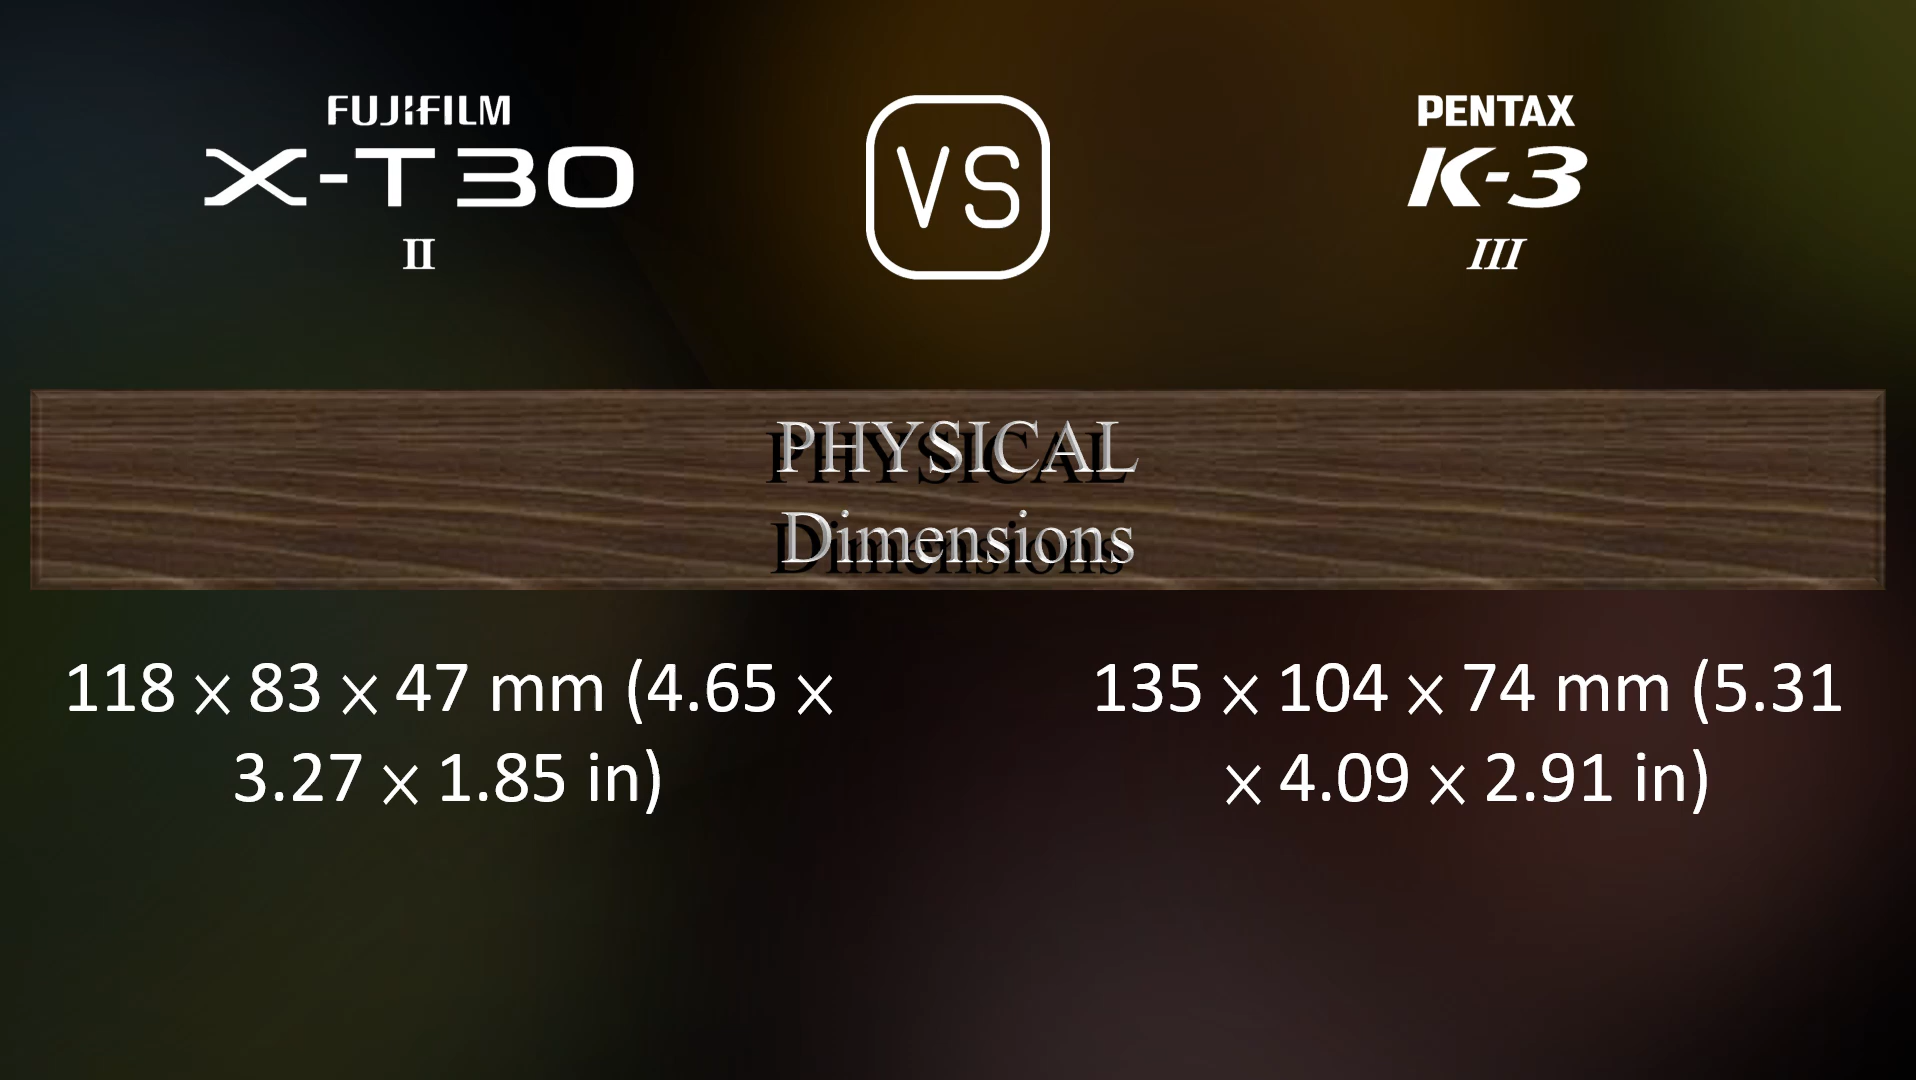 FUJIFILM
X-T30
II
VS
PENTAX
K-3
III
PHYSICAL
Dimensions
118 x 83 x 47 mm (4.65 x
3.27 x 1.85 in)
135 x 104 x 74 mm (5.31
x 4.09 x 2.91 in)